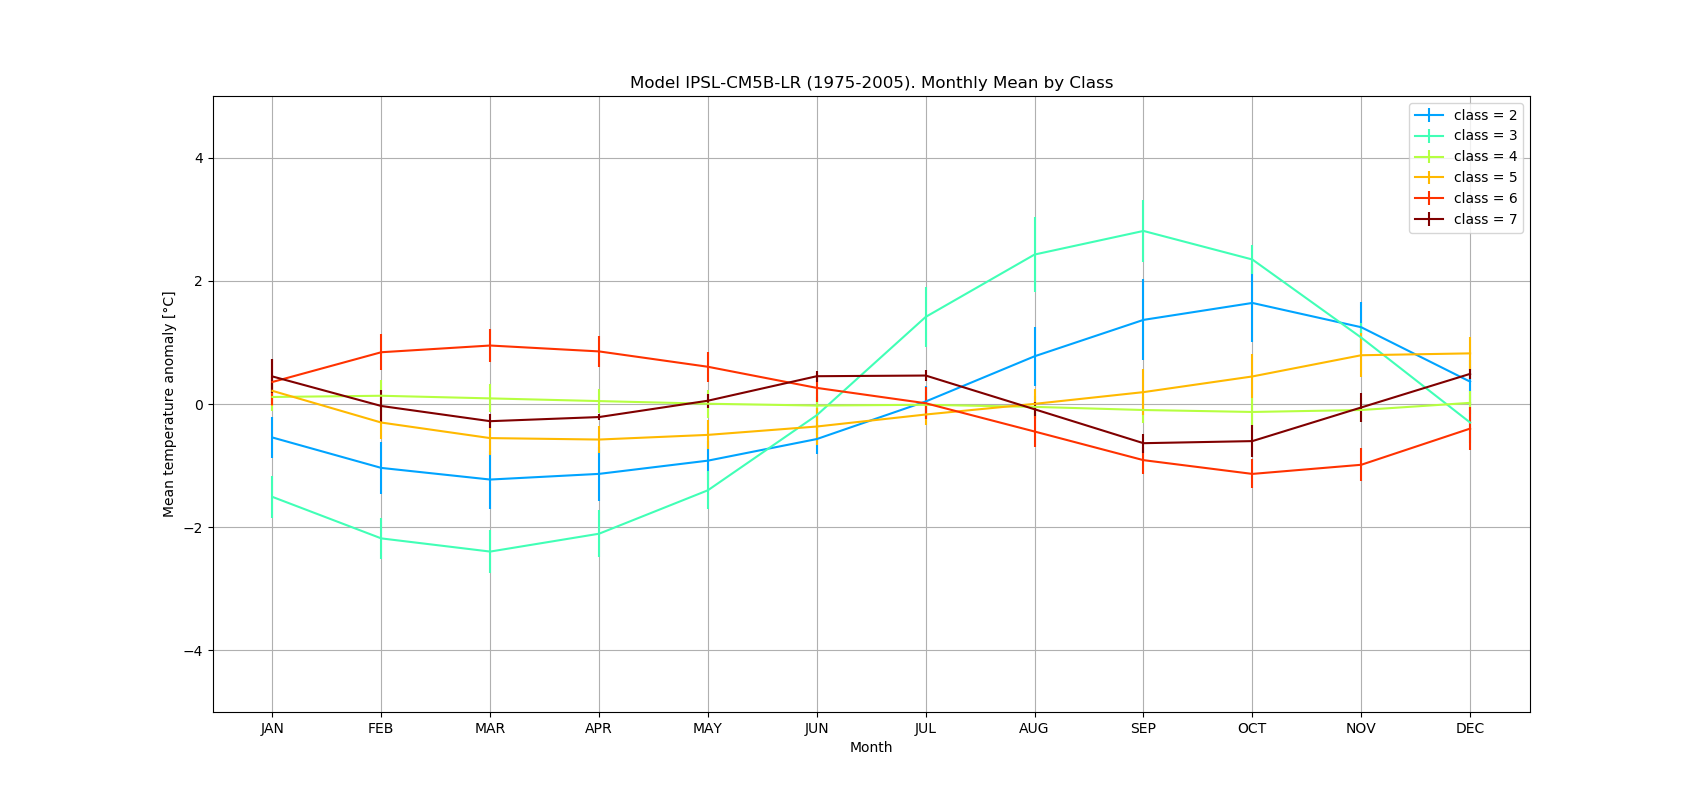 Model IPSL-CM5B-LR (1975-2005). Monthly Mean by Class
class = 2
class = 3
class = 4
class = 5
class = 6
class = 7
Mean temperature anomaly [°C]
4
2
0
−2
−4
JAN FEB MAR APR MAY JUN JUL AUG SEP OCT NOV DEC
Month